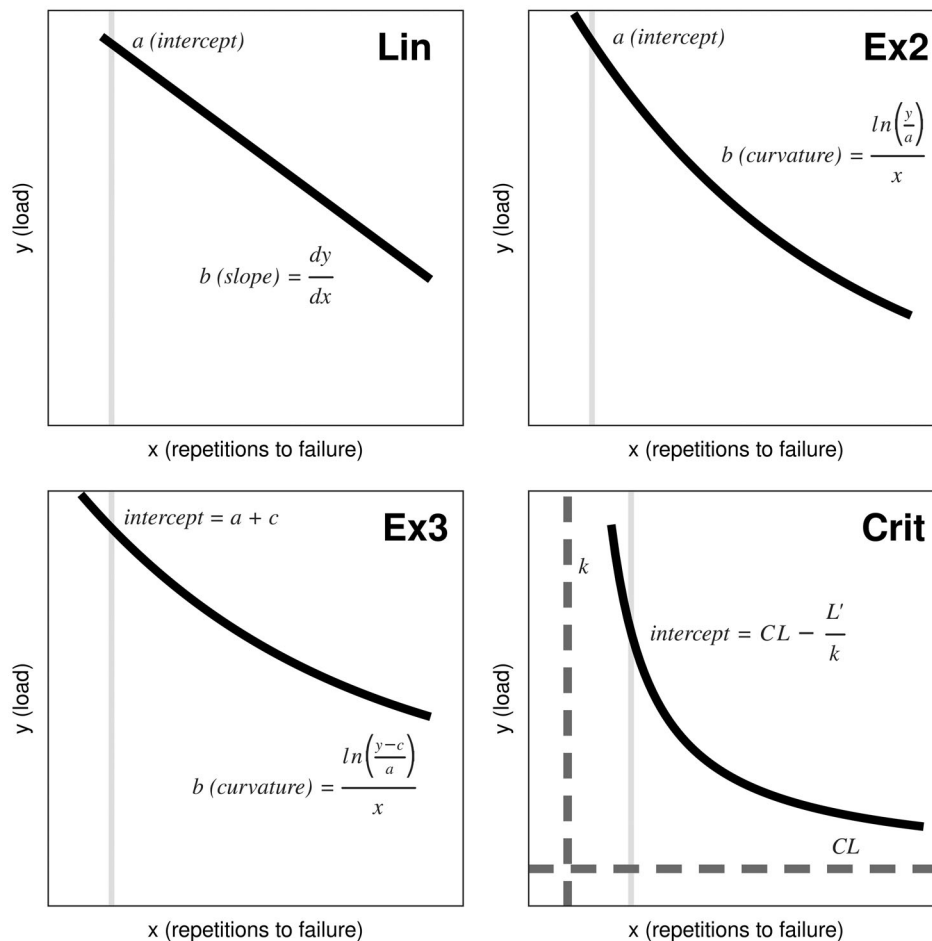 Lin
a (intercept)
b (slope) = dy/dx
y (load)
x (repetitions to failure)
Ex2
a (intercept)
b (curvature) = ln(y/a)/x
y (load)
x (repetitions to failure)
Ex3
intercept = a + c
b (curvature) = ln(y−c/a)/x
y (load)
x (repetitions to failure)
Crit
k
intercept = CL − L′/k
CL
y (load)
x (repetitions to failure)